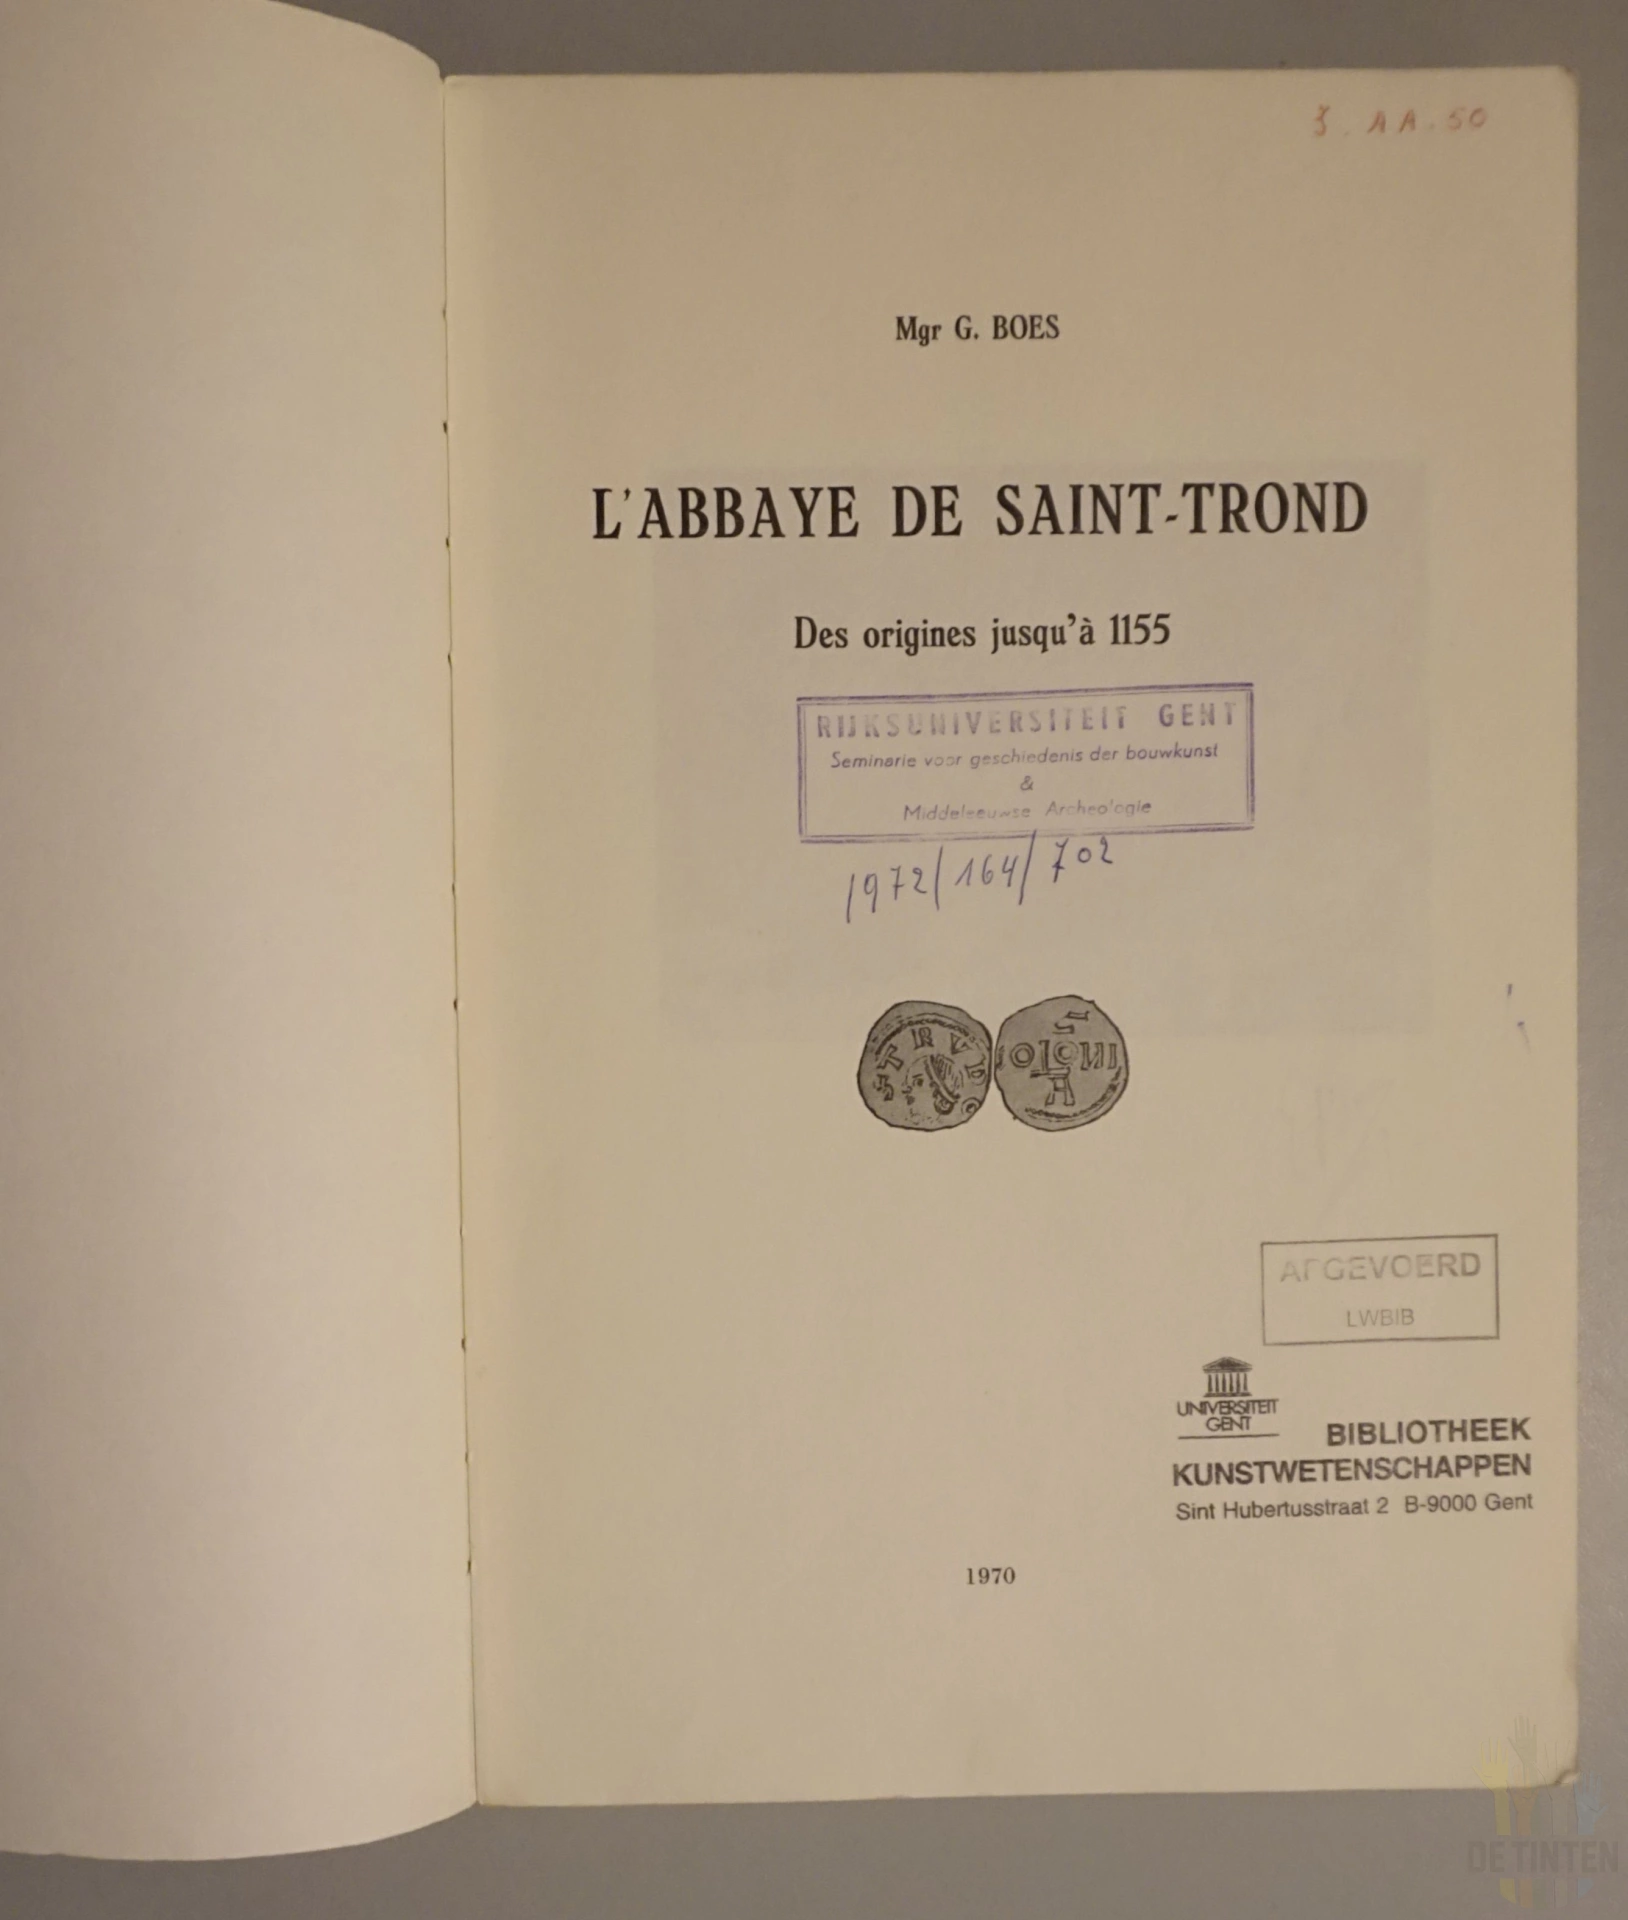 J. AA. 50
Mgr G. BOES
L'ABBAYE DE SAINT-TROND
Des origines jusqu'à 1155
RIJKSUNIVERSITEIT GENT
Seminarie voor geschiedenis der bouwkunst
&
Middeleeuwse Archeologie
1972/164/702
STRVDO
AFGEVOERD
LWBIB
UNIVERSITEIT
GENT
BIBLIOTHEEK
KUNSTWETENSCHAPPEN
Sint Hubertusstraat 2 B-9000 Gent
1970
DE TINTEN